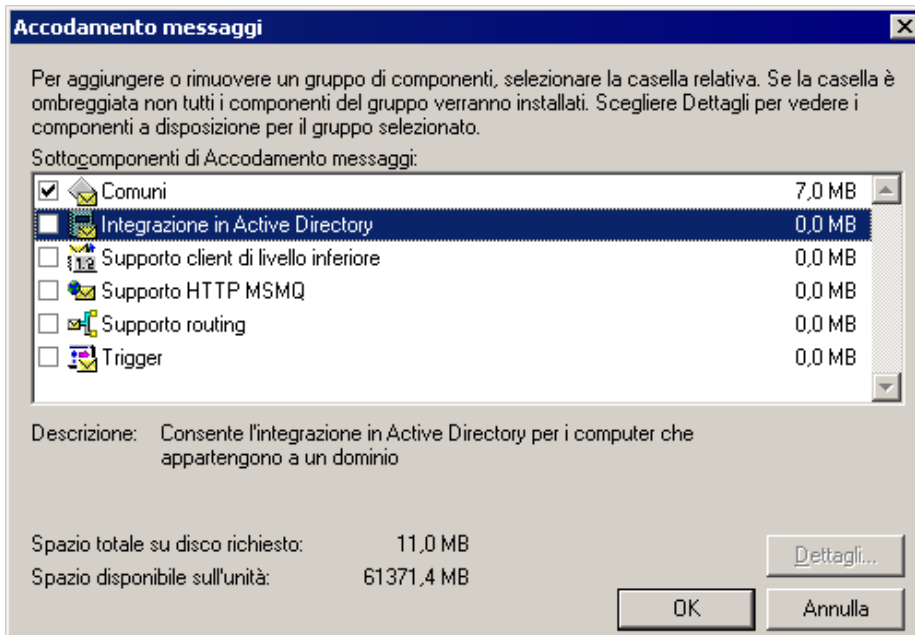 Accodamento messaggi
Per aggiungere o rimuovere un gruppo di componenti, selezionare la casella relativa. Se la casella è
ombreggiata non tutti i componenti del gruppo verranno installati. Scegliere Dettagli per vedere i
componenti a disposizione per il gruppo selezionato.
Sottocomponenti di Accodamento messaggi:
Comuni 7,0 MB
Integrazione in Active Directory 0,0 MB
Supporto client di livello inferiore 0,0 MB
Supporto HTTP MSMQ 0,0 MB
Supporto routing 0,0 MB
Trigger 0,0 MB
Descrizione: Consente l'integrazione in Active Directory per i computer che
appartengono a un dominio
Spazio totale su disco richiesto: 11,0 MB
Spazio disponibile sull'unità: 61371,4 MB
Dettagli...
OK Annulla